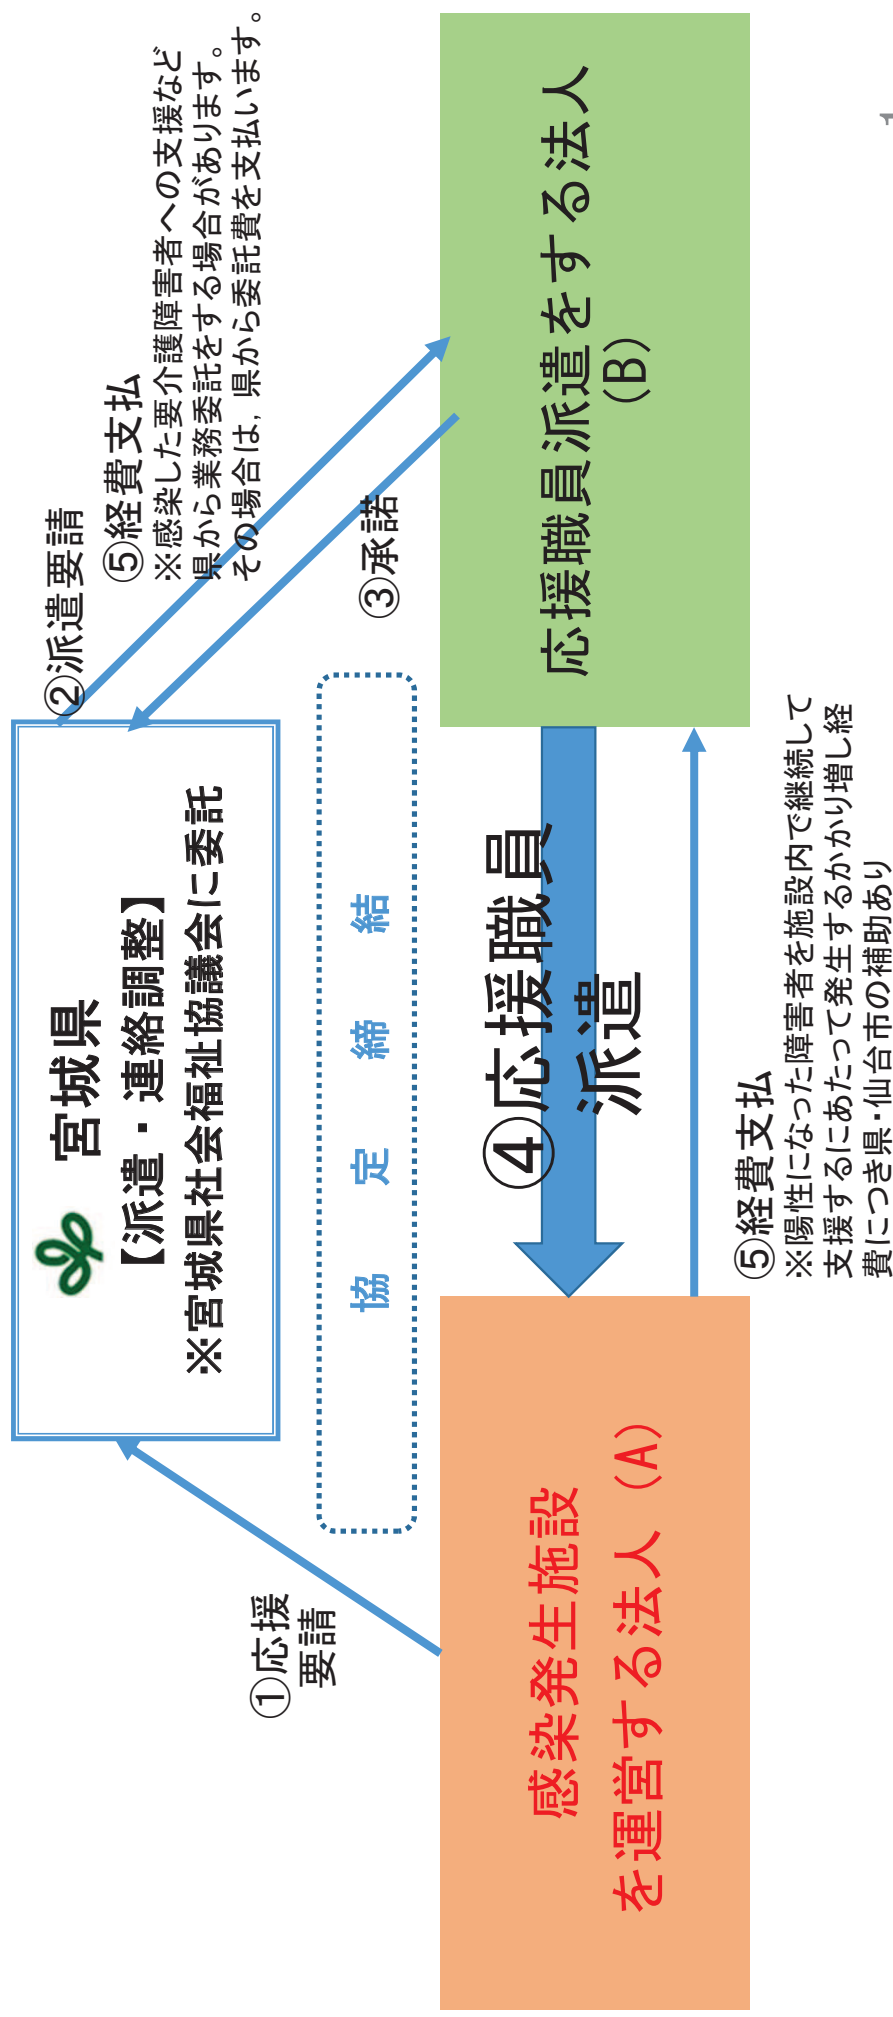 宮城県
【派遣・連絡調整】
※宮城県社会福祉協議会に委託
②派遣要請
⑤経費支払
※感染した要介護障害者への支援など
県から業務委託をする場合があります。
その場合は，県から委託費を支払います。
①応援
要請
協定締結
③承諾
感染発生施設
を運営する法人（A）
④応援職員
派遣
応援職員派遣をする法人
（B）
⑤経費支払
※陽性になった障害者を施設内で継続して
支援するにあたって発生するかかり増し経
費につき県・仙台市の補助あり